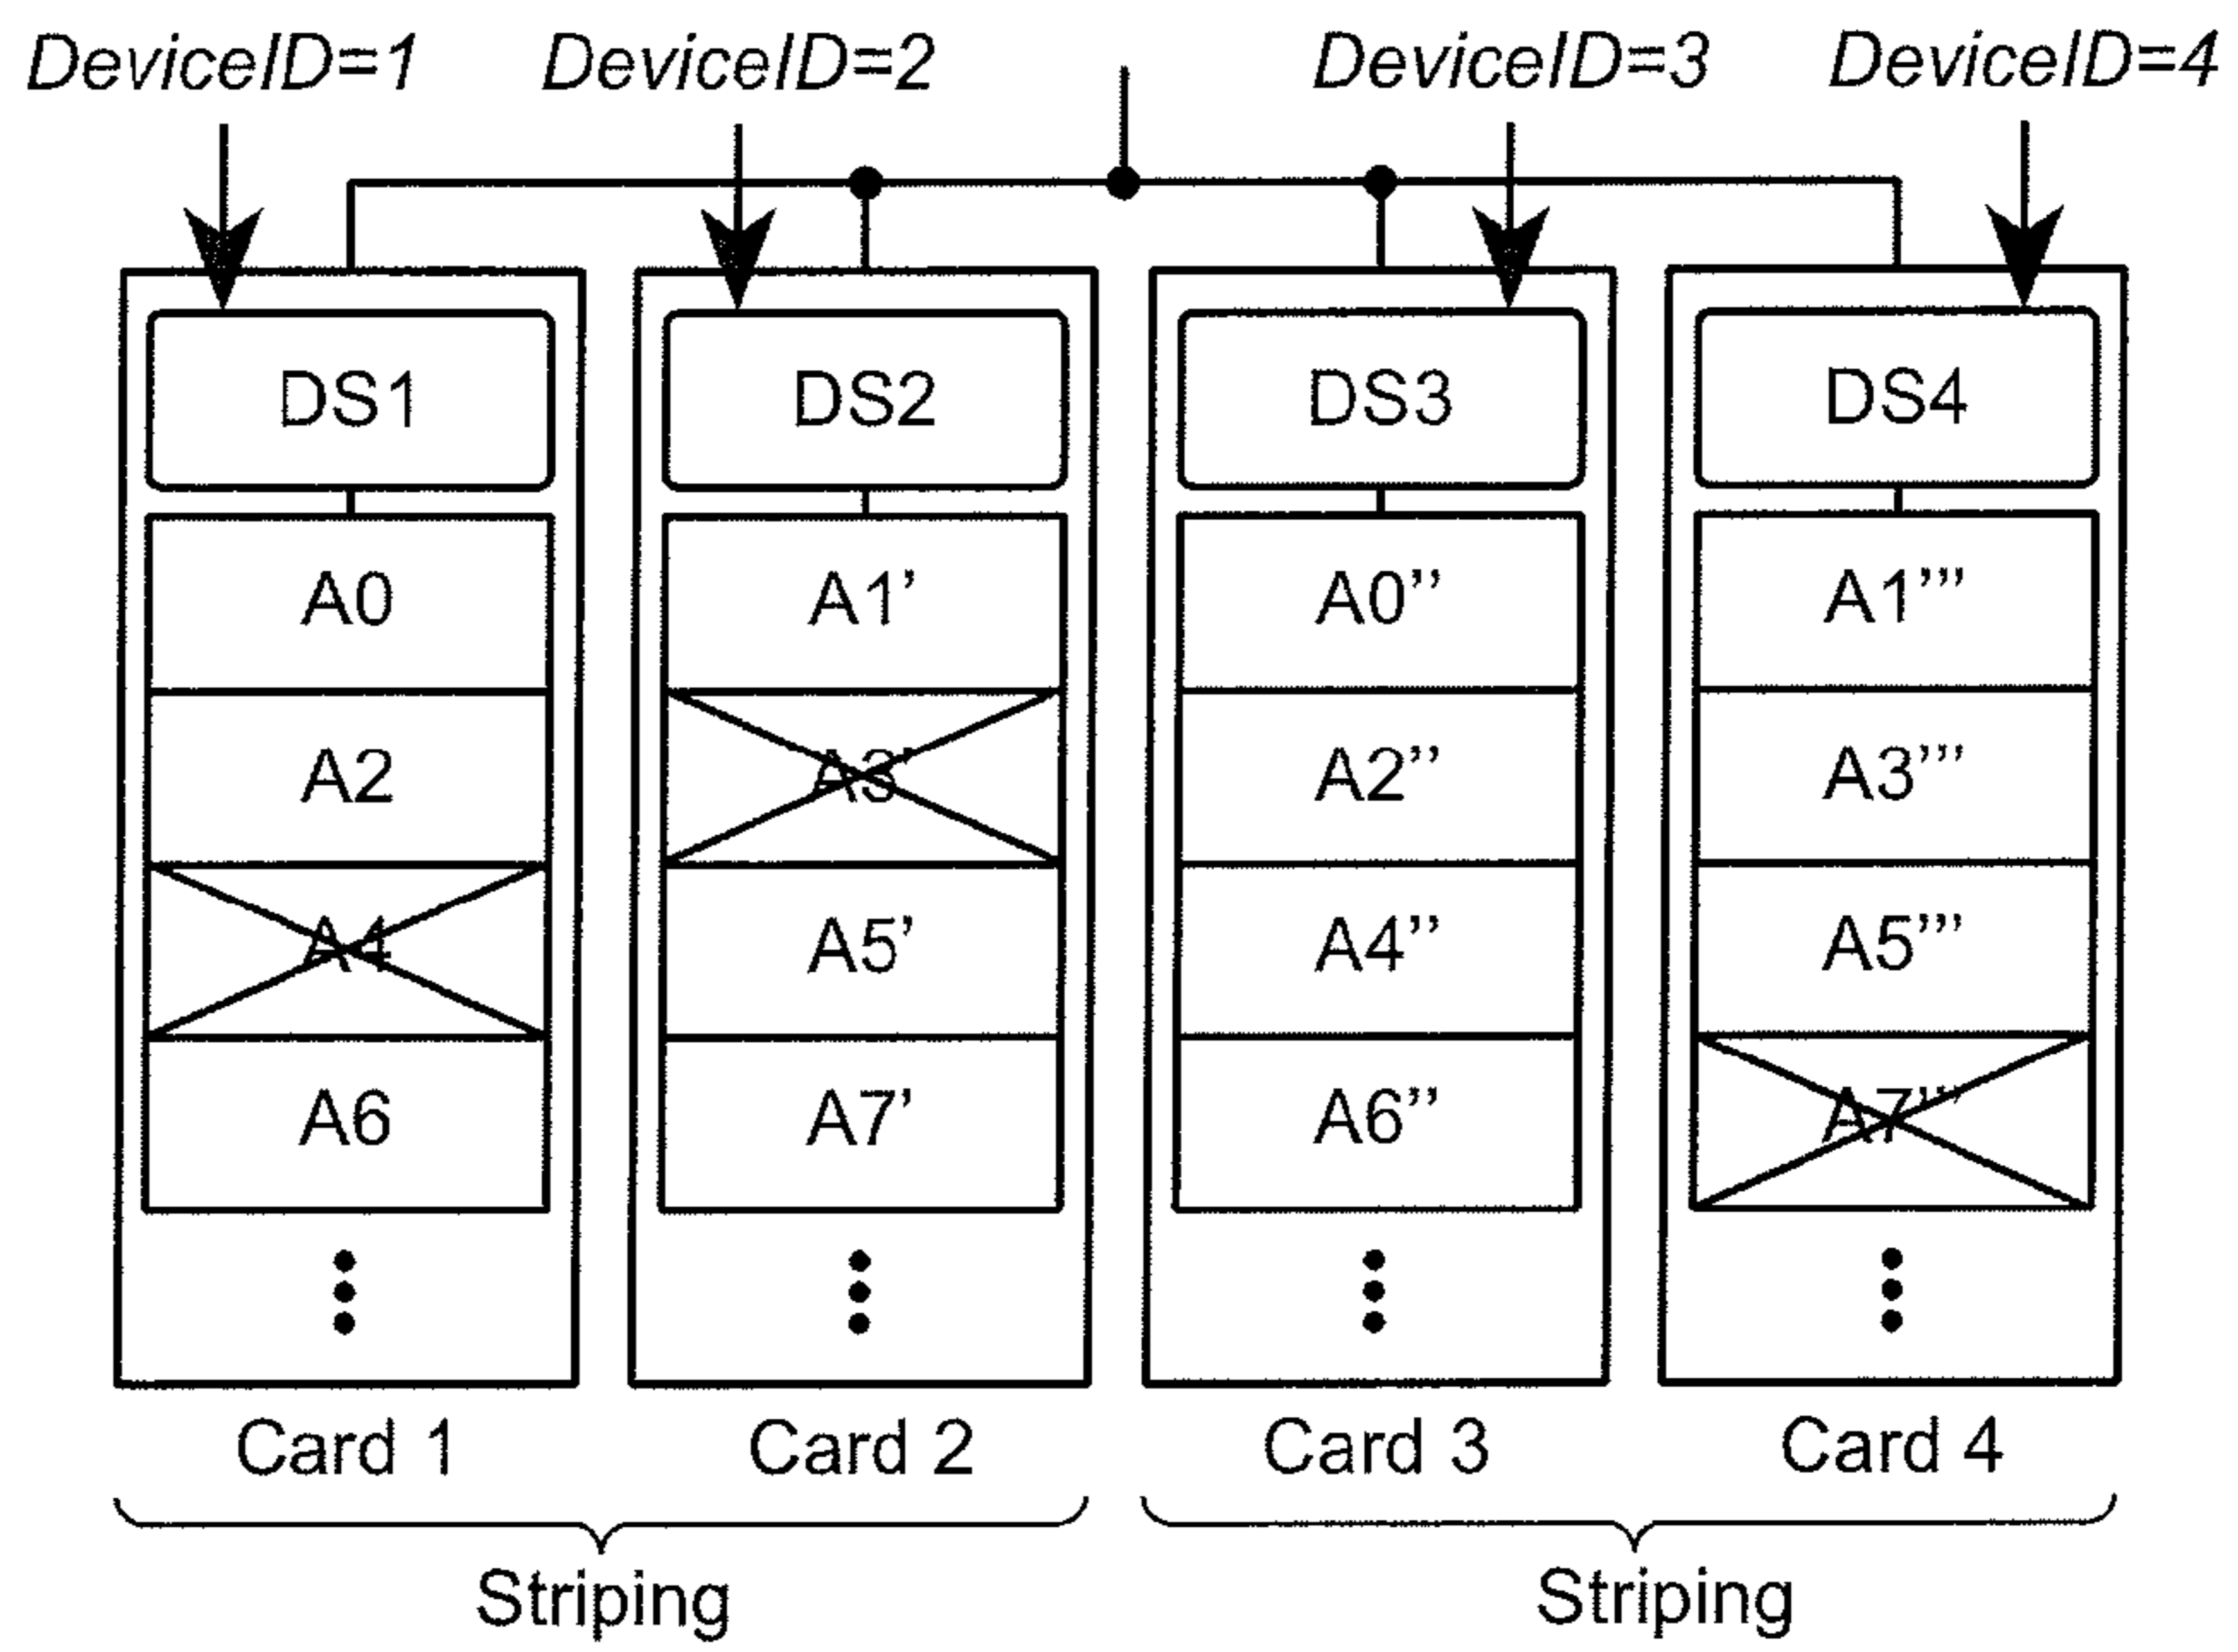 DeviceID=1 DeviceID=2 DeviceID=3 DeviceID=4
DS1 DS2 DS3 DS4
A0 A1’ A0” A1’”
A2 A3’ A2” A3’”
A4 A5’ A4” A5’”
A6 A7’ A6” A7’”
Card 1 Card 2 Card 3 Card 4
Striping Striping